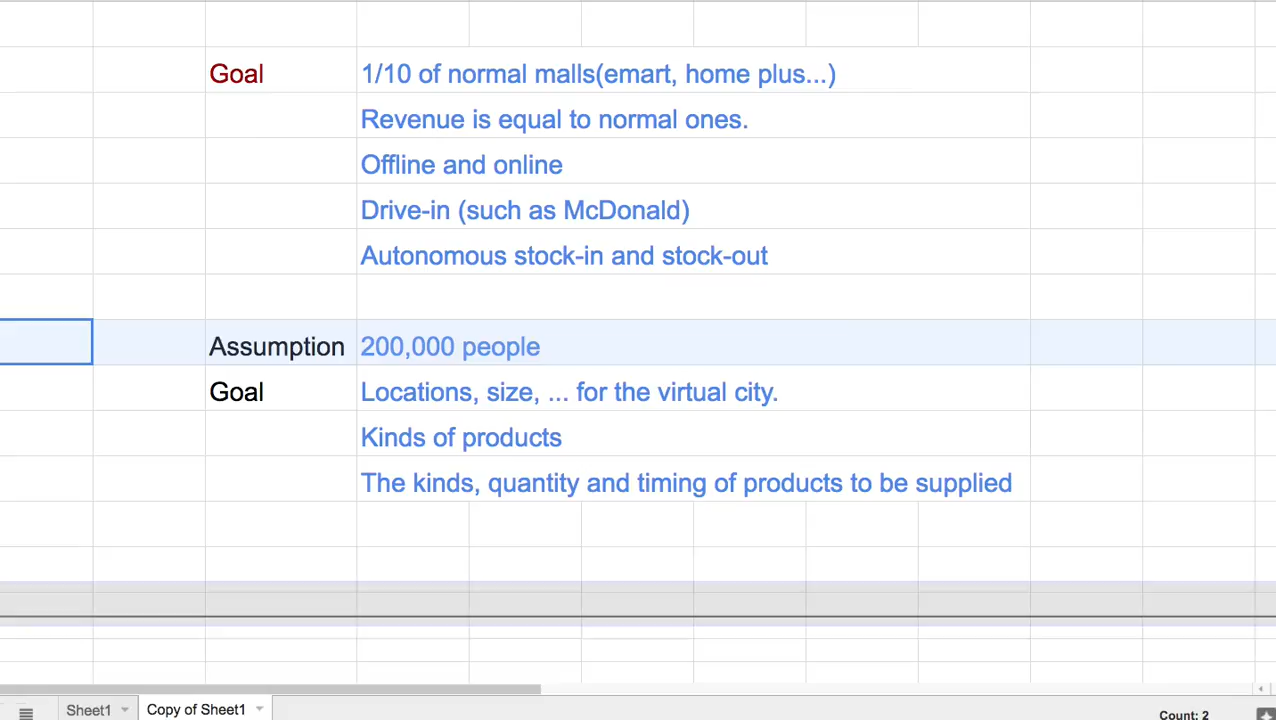 Goal 1/10 of normal malls(emart, home plus...)
Revenue is equal to normal ones.
Offline and online
Drive-in (such as McDonald)
Autonomous stock-in and stock-out
Assumption 200,000 people
Goal Locations, size, ... for the virtual city.
Kinds of products
The kinds, quantity and timing of products to be supplied
Sheet1 Copy of Sheet1 Count: 2